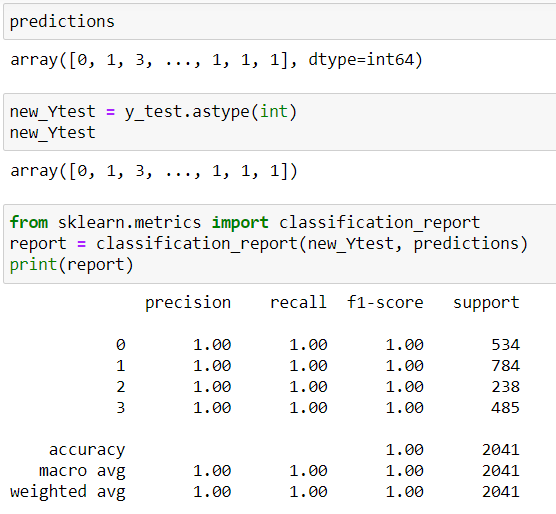 predictions
array([0, 1, 3, ..., 1, 1, 1], dtype=int64)
new_Ytest = y_test.astype(int)
new_Ytest
array([0, 1, 3, ..., 1, 1, 1])
from sklearn.metrics import classification_report
report = classification_report(new_Ytest, predictions)
print(report)
precision recall f1-score support
0 1.00 1.00 1.00 534
1 1.00 1.00 1.00 784
2 1.00 1.00 1.00 238
3 1.00 1.00 1.00 485
accuracy 1.00 2041
macro avg 1.00 1.00 1.00 2041
weighted avg 1.00 1.00 1.00 2041